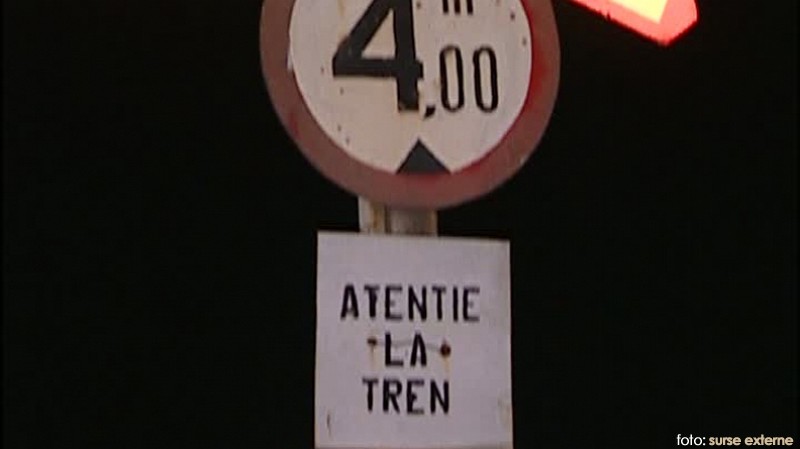 4 m
,00
ATENTIE
LA
TREN
foto: surse externe